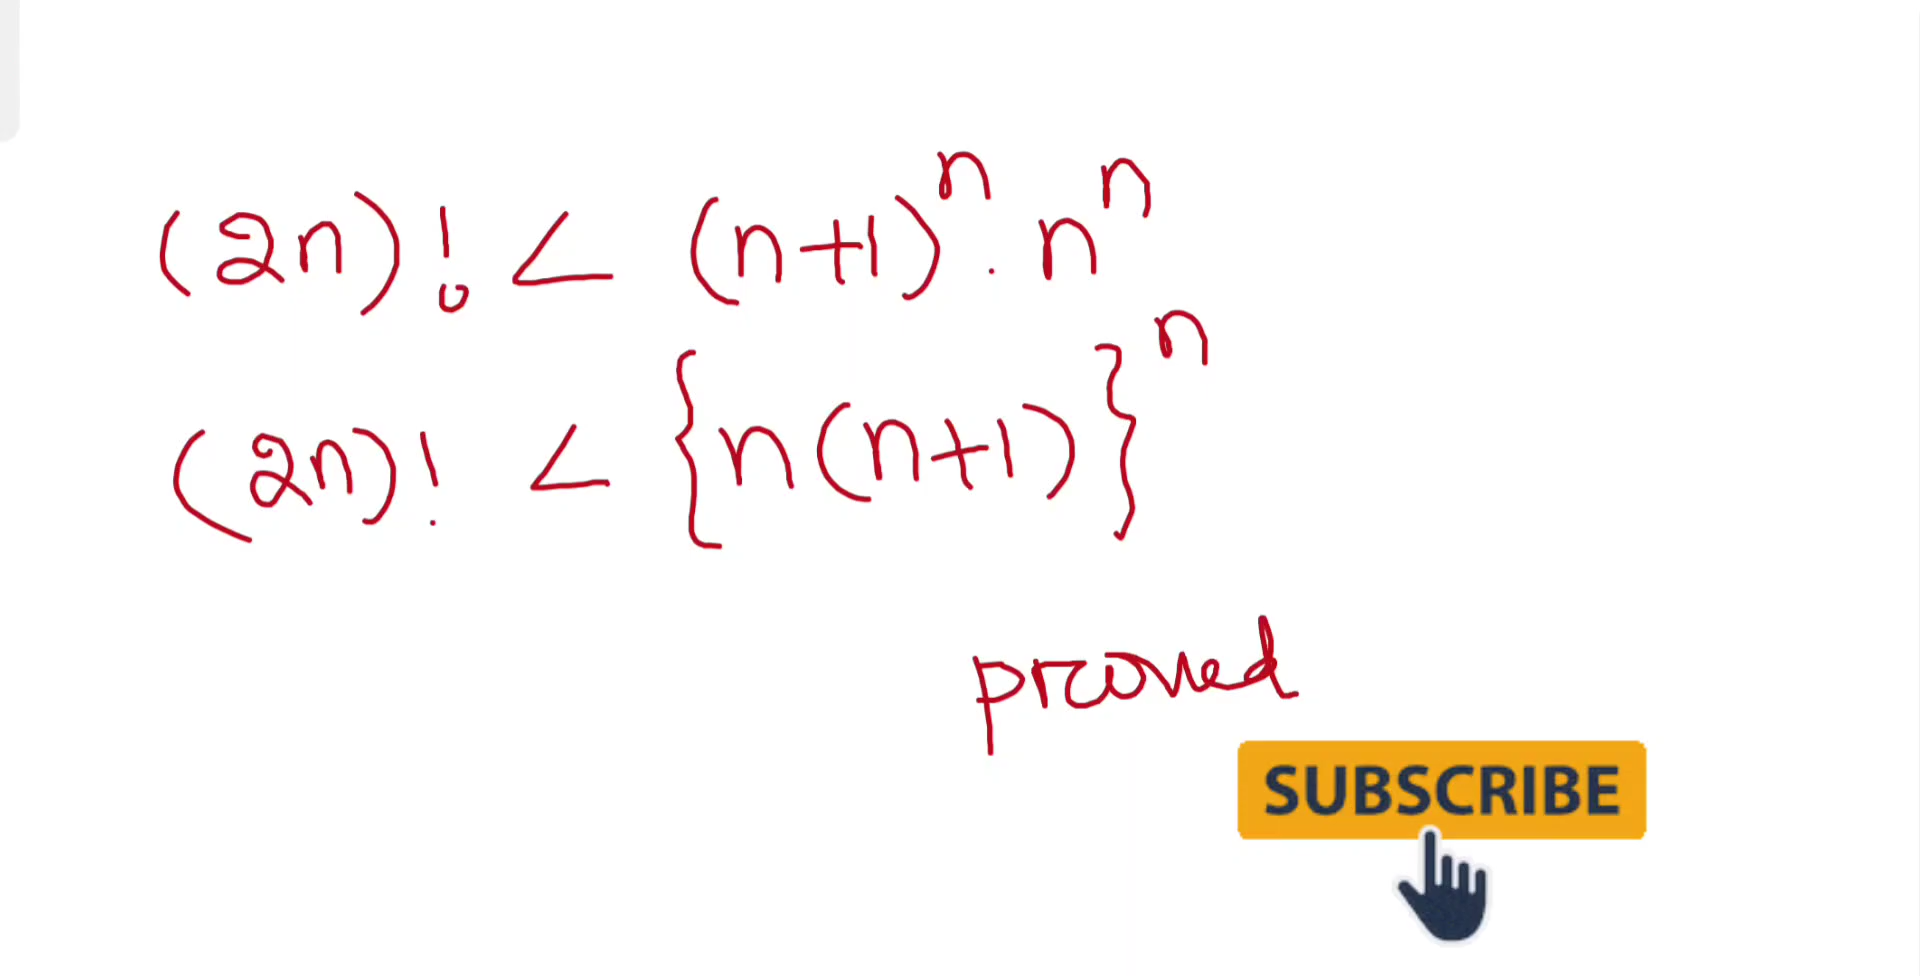 (2n)! < (n+1)^n . n^n
(2n)! < {n(n+1)}^n
proved
SUBSCRIBE